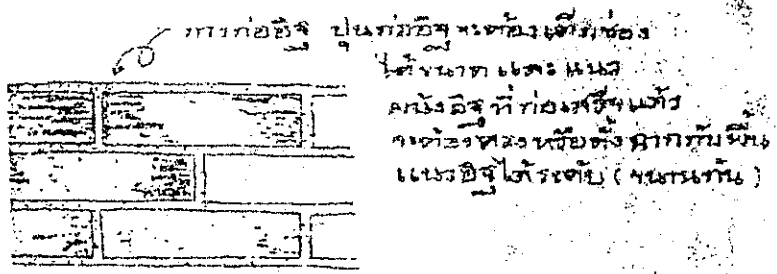 การก่ออิฐ ปูนก่ออิฐจะต้องเต็มช่อง
ได้ขนาด และแนว
ผนังอิฐที่ก่อเสร็จแล้ว
จะต้องตรงหรือตั้งฉากกับพื้น
แนวอิฐได้ระดับ (ขนานกัน)